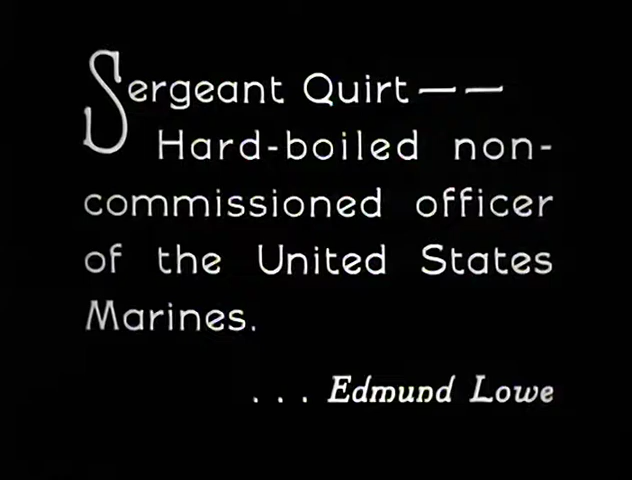 Sergeant Quirt——
Hard-boiled non-
commissioned officer
of the United States
Marines.
. . . Edmund Lowe